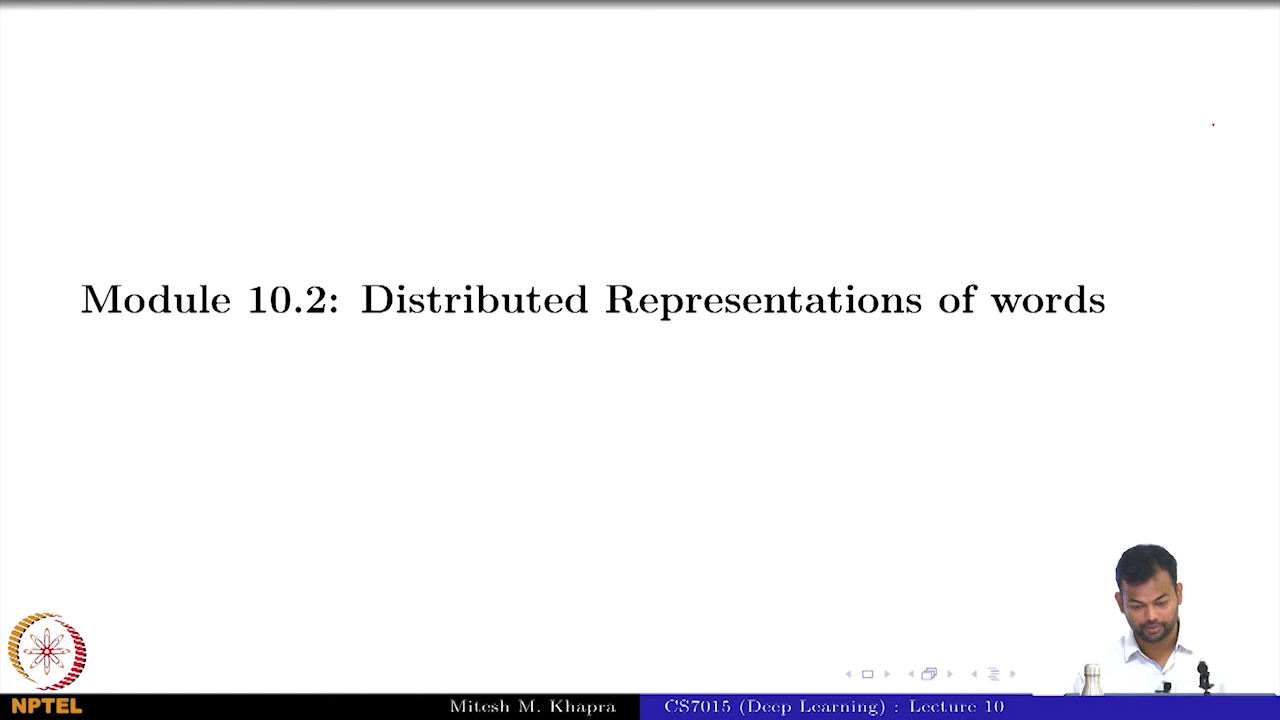 Module 10.2: Distributed Representations of words
NPTEL
Mitesh M. Khapra
CS7015 (Deep Learning) : Lecture 10